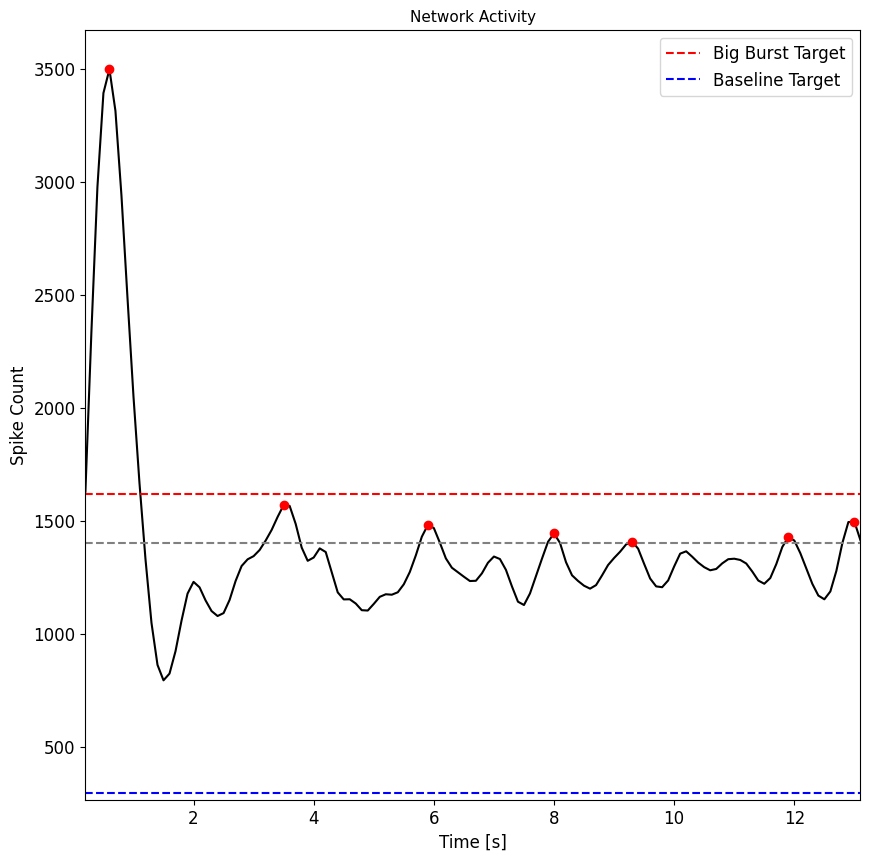 Network Activity
Big Burst Target
Baseline Target
Spike Count
3500
3000
2500
2000
1500
1000
500
2 4 6 8 10 12
Time [s]